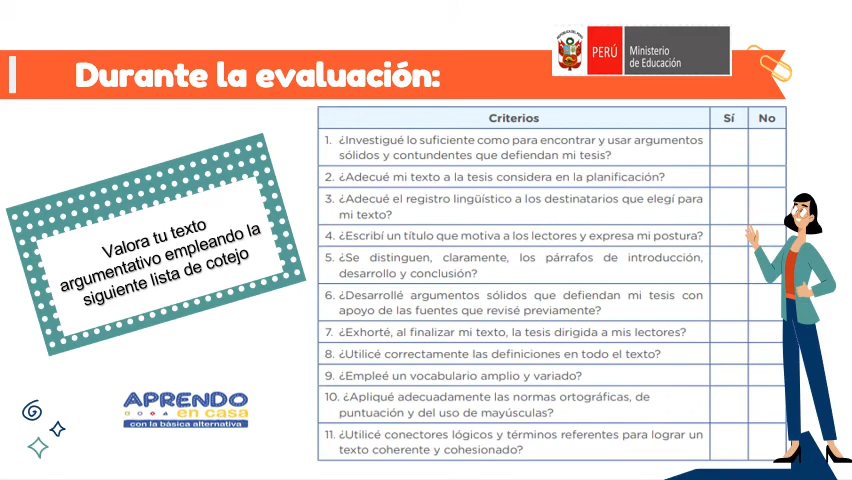 Durante la evaluación:
PERÚ
Ministerio
de Educación
Valora tu texto
argumentativo empleando la
siguiente lista de cotejo
Criterios Sí No
1. ¿Investigué lo suficiente como para encontrar y usar argumentos
sólidos y contundentes que defiendan mi tesis?
2. ¿Adecué mi texto a la tesis considera en la planificación?
3. ¿Adecué el registro lingüístico a los destinatarios que elegí para
mi texto?
4. ¿Escribí un título que motiva a los lectores y expresa mi postura?
5. ¿Se distinguen, claramente, los párrafos de introducción,
desarrollo y conclusión?
6. ¿Desarrollé argumentos sólidos que defiendan mi tesis con
apoyo de las fuentes que revisé previamente?
7. ¿Exhorté, al finalizar mi texto, la tesis dirigida a mis lectores?
8. ¿Utilicé correctamente las definiciones en todo el texto?
9. ¿Empleé un vocabulario amplio y variado?
10. ¿Apliqué adecuadamente las normas ortográficas, de
puntuación y del uso de mayúsculas?
11. ¿Utilicé conectores lógicos y términos referentes para lograr un
texto coherente y cohesionado?
APRENDO
en casa
con la básica alternativa